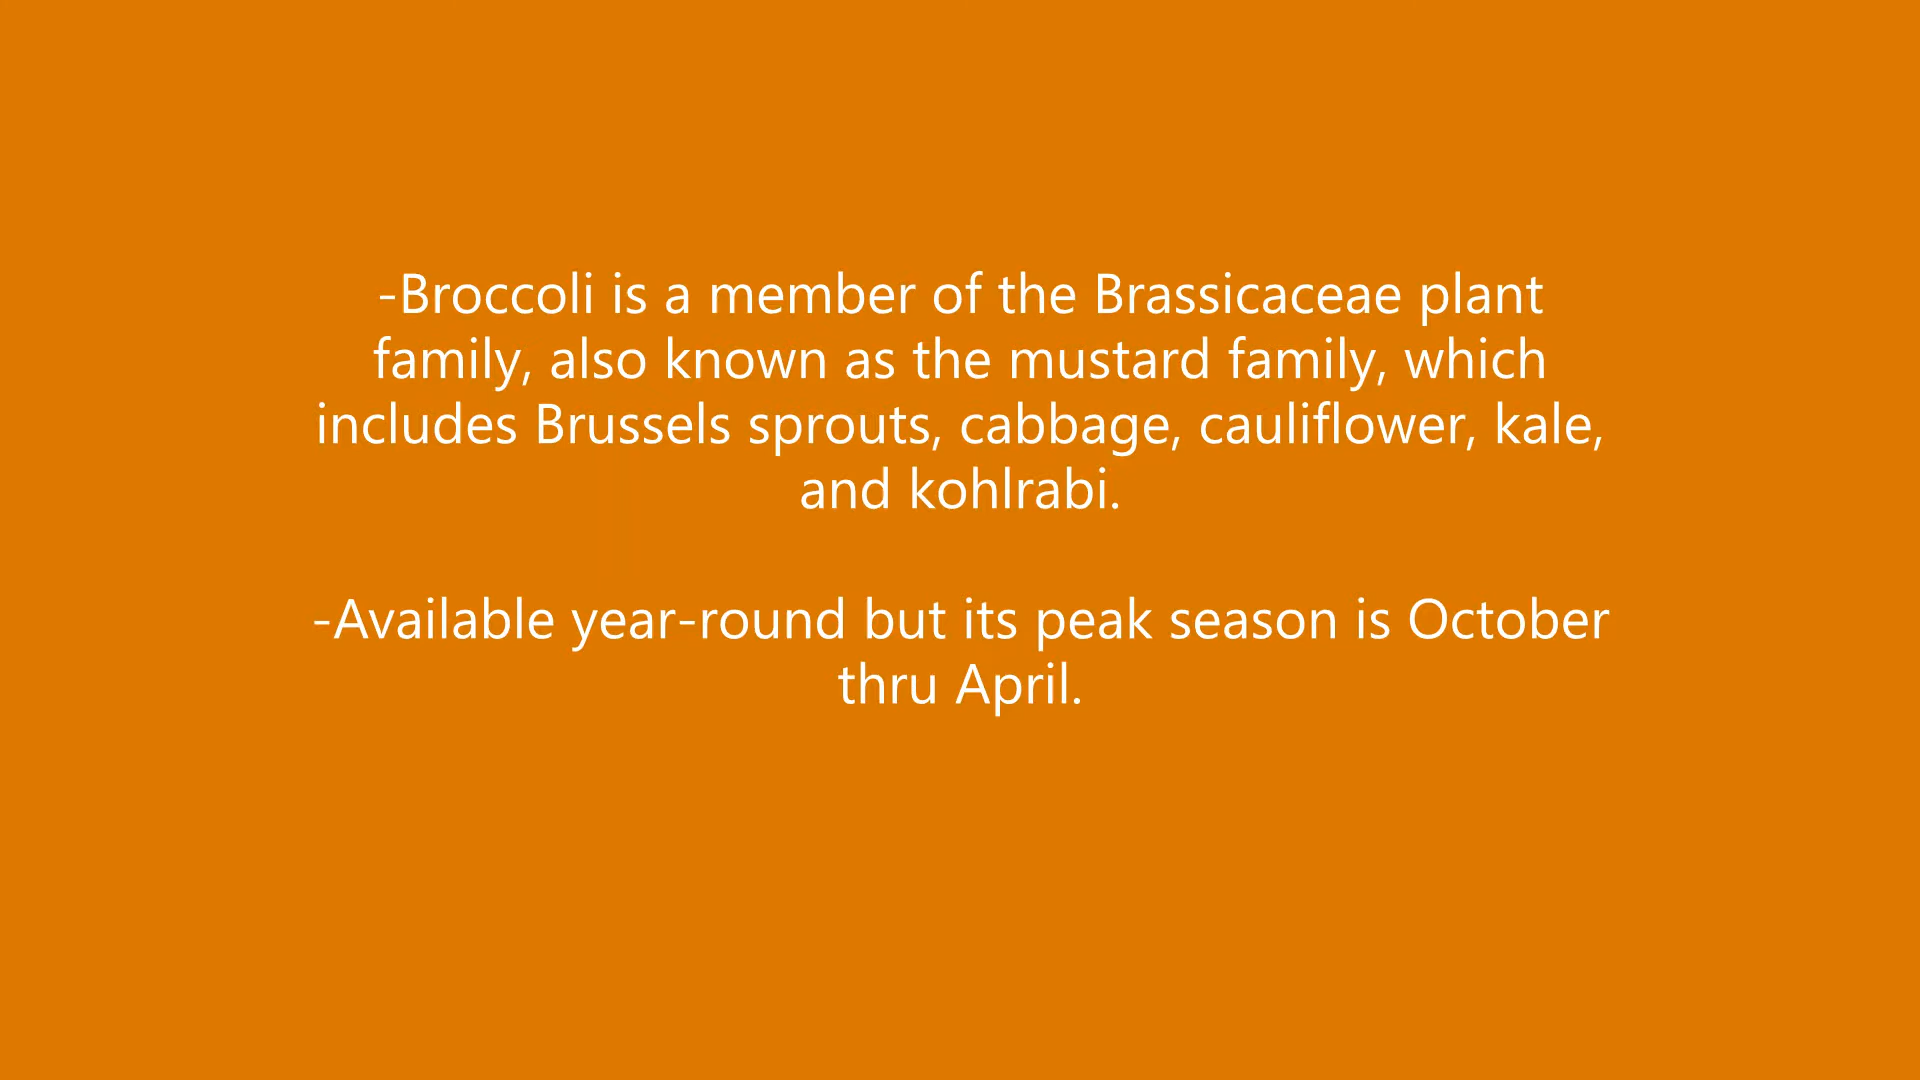 -Broccoli is a member of the Brassicaceae plant
family, also known as the mustard family, which
includes Brussels sprouts, cabbage, cauliflower, kale,
and kohlrabi.
-Available year-round but its peak season is October
thru April.